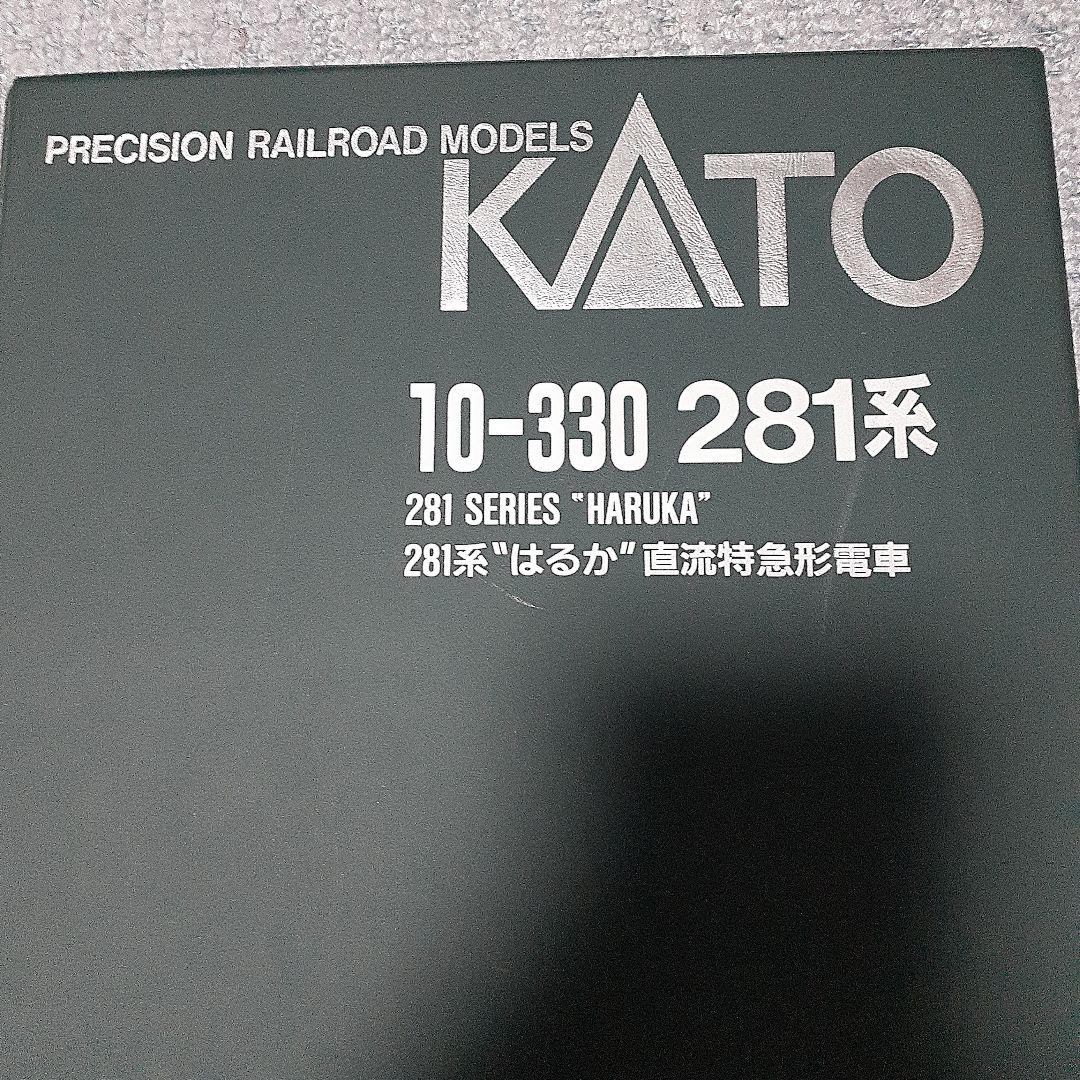 PRECISION RAILROAD MODELS
KATO
10-330 281系
281 SERIES "HARUKA"
281系"はるか"直流特急形電車